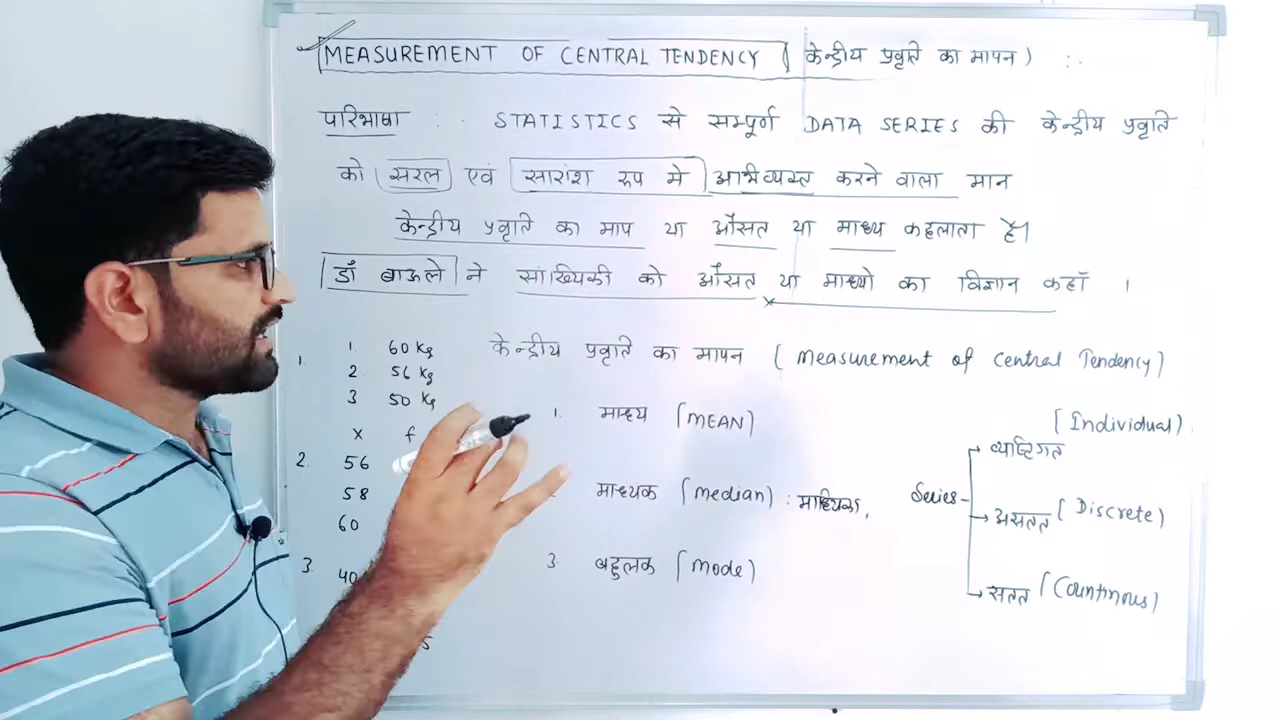 MEASUREMENT OF CENTRAL TENDENCY ( केन्द्रीय प्रवृति का मापन ) :-
परिभाषा :- STATISTICS से सम्पूर्ण DATA SERIES की केन्द्रीय प्रवृति
को सरल एवं सारांश रूप मे अभिव्यक्त करने वाला मान
केन्द्रीय प्रवृति का माप या औसत या माध्य कहलाता है।
डॉ बाऊले ने सांख्यिकी को औसत या माध्यो का विज्ञान कहाँ ।
केन्द्रीय प्रवृति का मापन ( Measurement of Central Tendency)
1. 1. 60 Kg
2. 56 Kg
3 50 Kg
x f
2. 56
58
60
3. 40
1. माध्य (MEAN)
माध्यक (Median) : माध्यिका,
3. बहुलक (Mode)
Series
व्यष्टिगत (Individual)
असतत (Discrete)
सतत (Countinous)